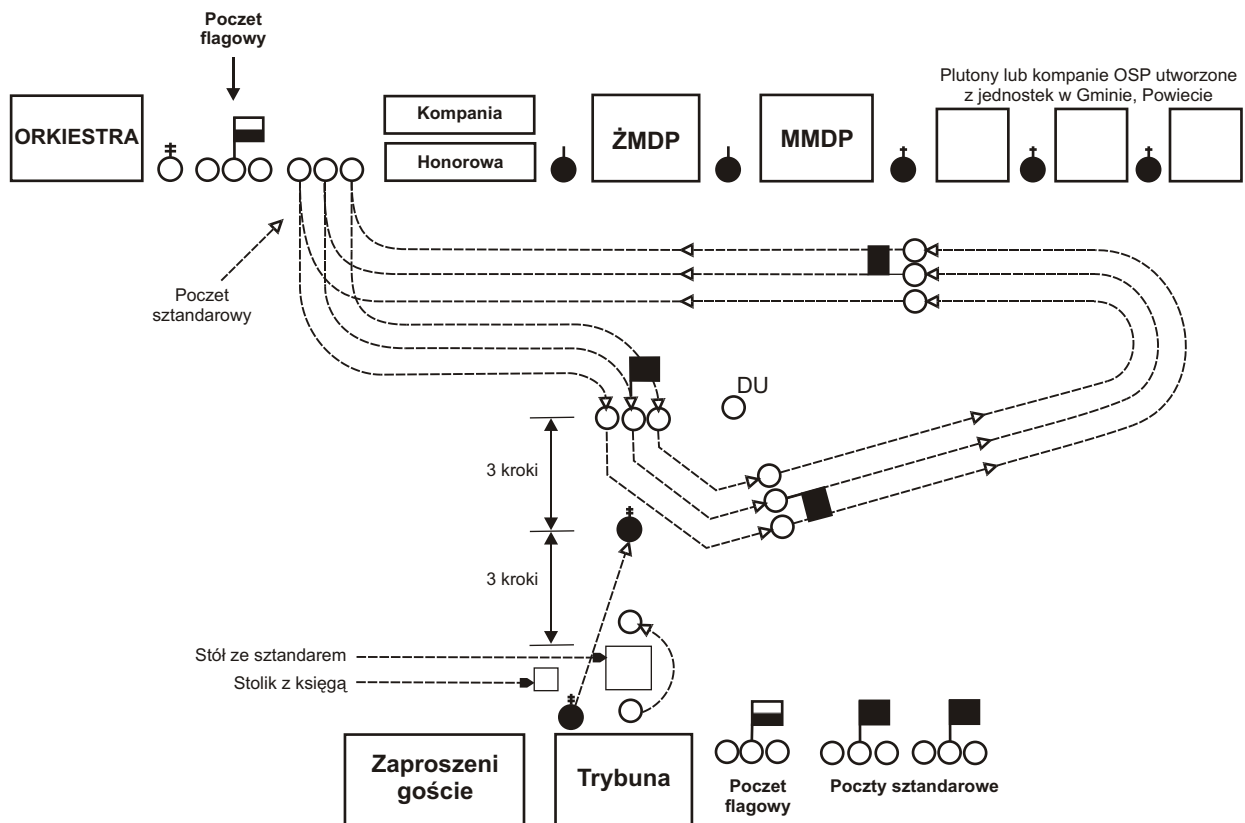 Poczet
flagowy
Plutony lub kompanie OSP utworzone
z jednostek w Gminie, Powiecie
ORKIESTRA
Kompania
Honorowa
ŻMDP
MMDP
Poczet
sztandarowy
DU
3 kroki
3 kroki
Stół ze sztandarem
Stolik z księgą
Zaproszeni
goście
Trybuna
Poczet
flagowy
Poczty sztandarowe